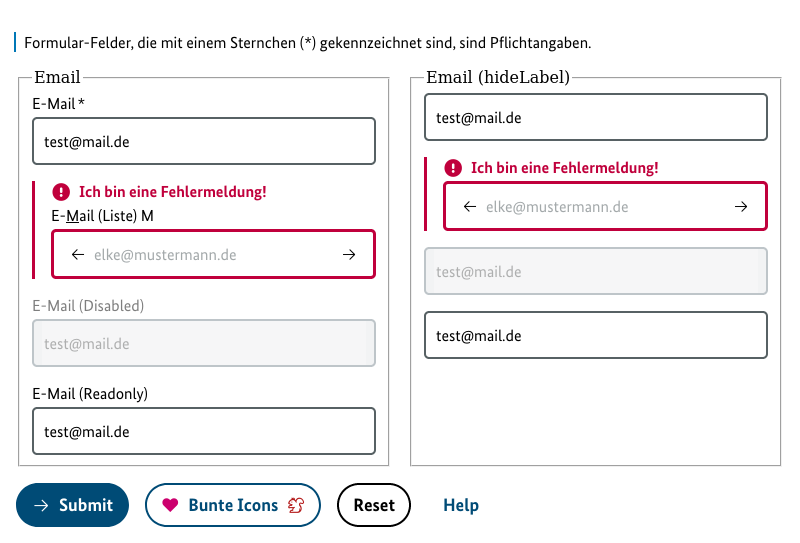 Formular-Felder, die mit einem Sternchen (*) gekennzeichnet sind, sind Pflichtangaben.
Email
E-Mail *
test@mail.de
Ich bin eine Fehlermeldung!
E-Mail (Liste) M
elke@mustermann.de
E-Mail (Disabled)
test@mail.de
E-Mail (Readonly)
test@mail.de
Email (hideLabel)
test@mail.de
Ich bin eine Fehlermeldung!
elke@mustermann.de
test@mail.de
test@mail.de
Submit
Bunte Icons
Reset
Help